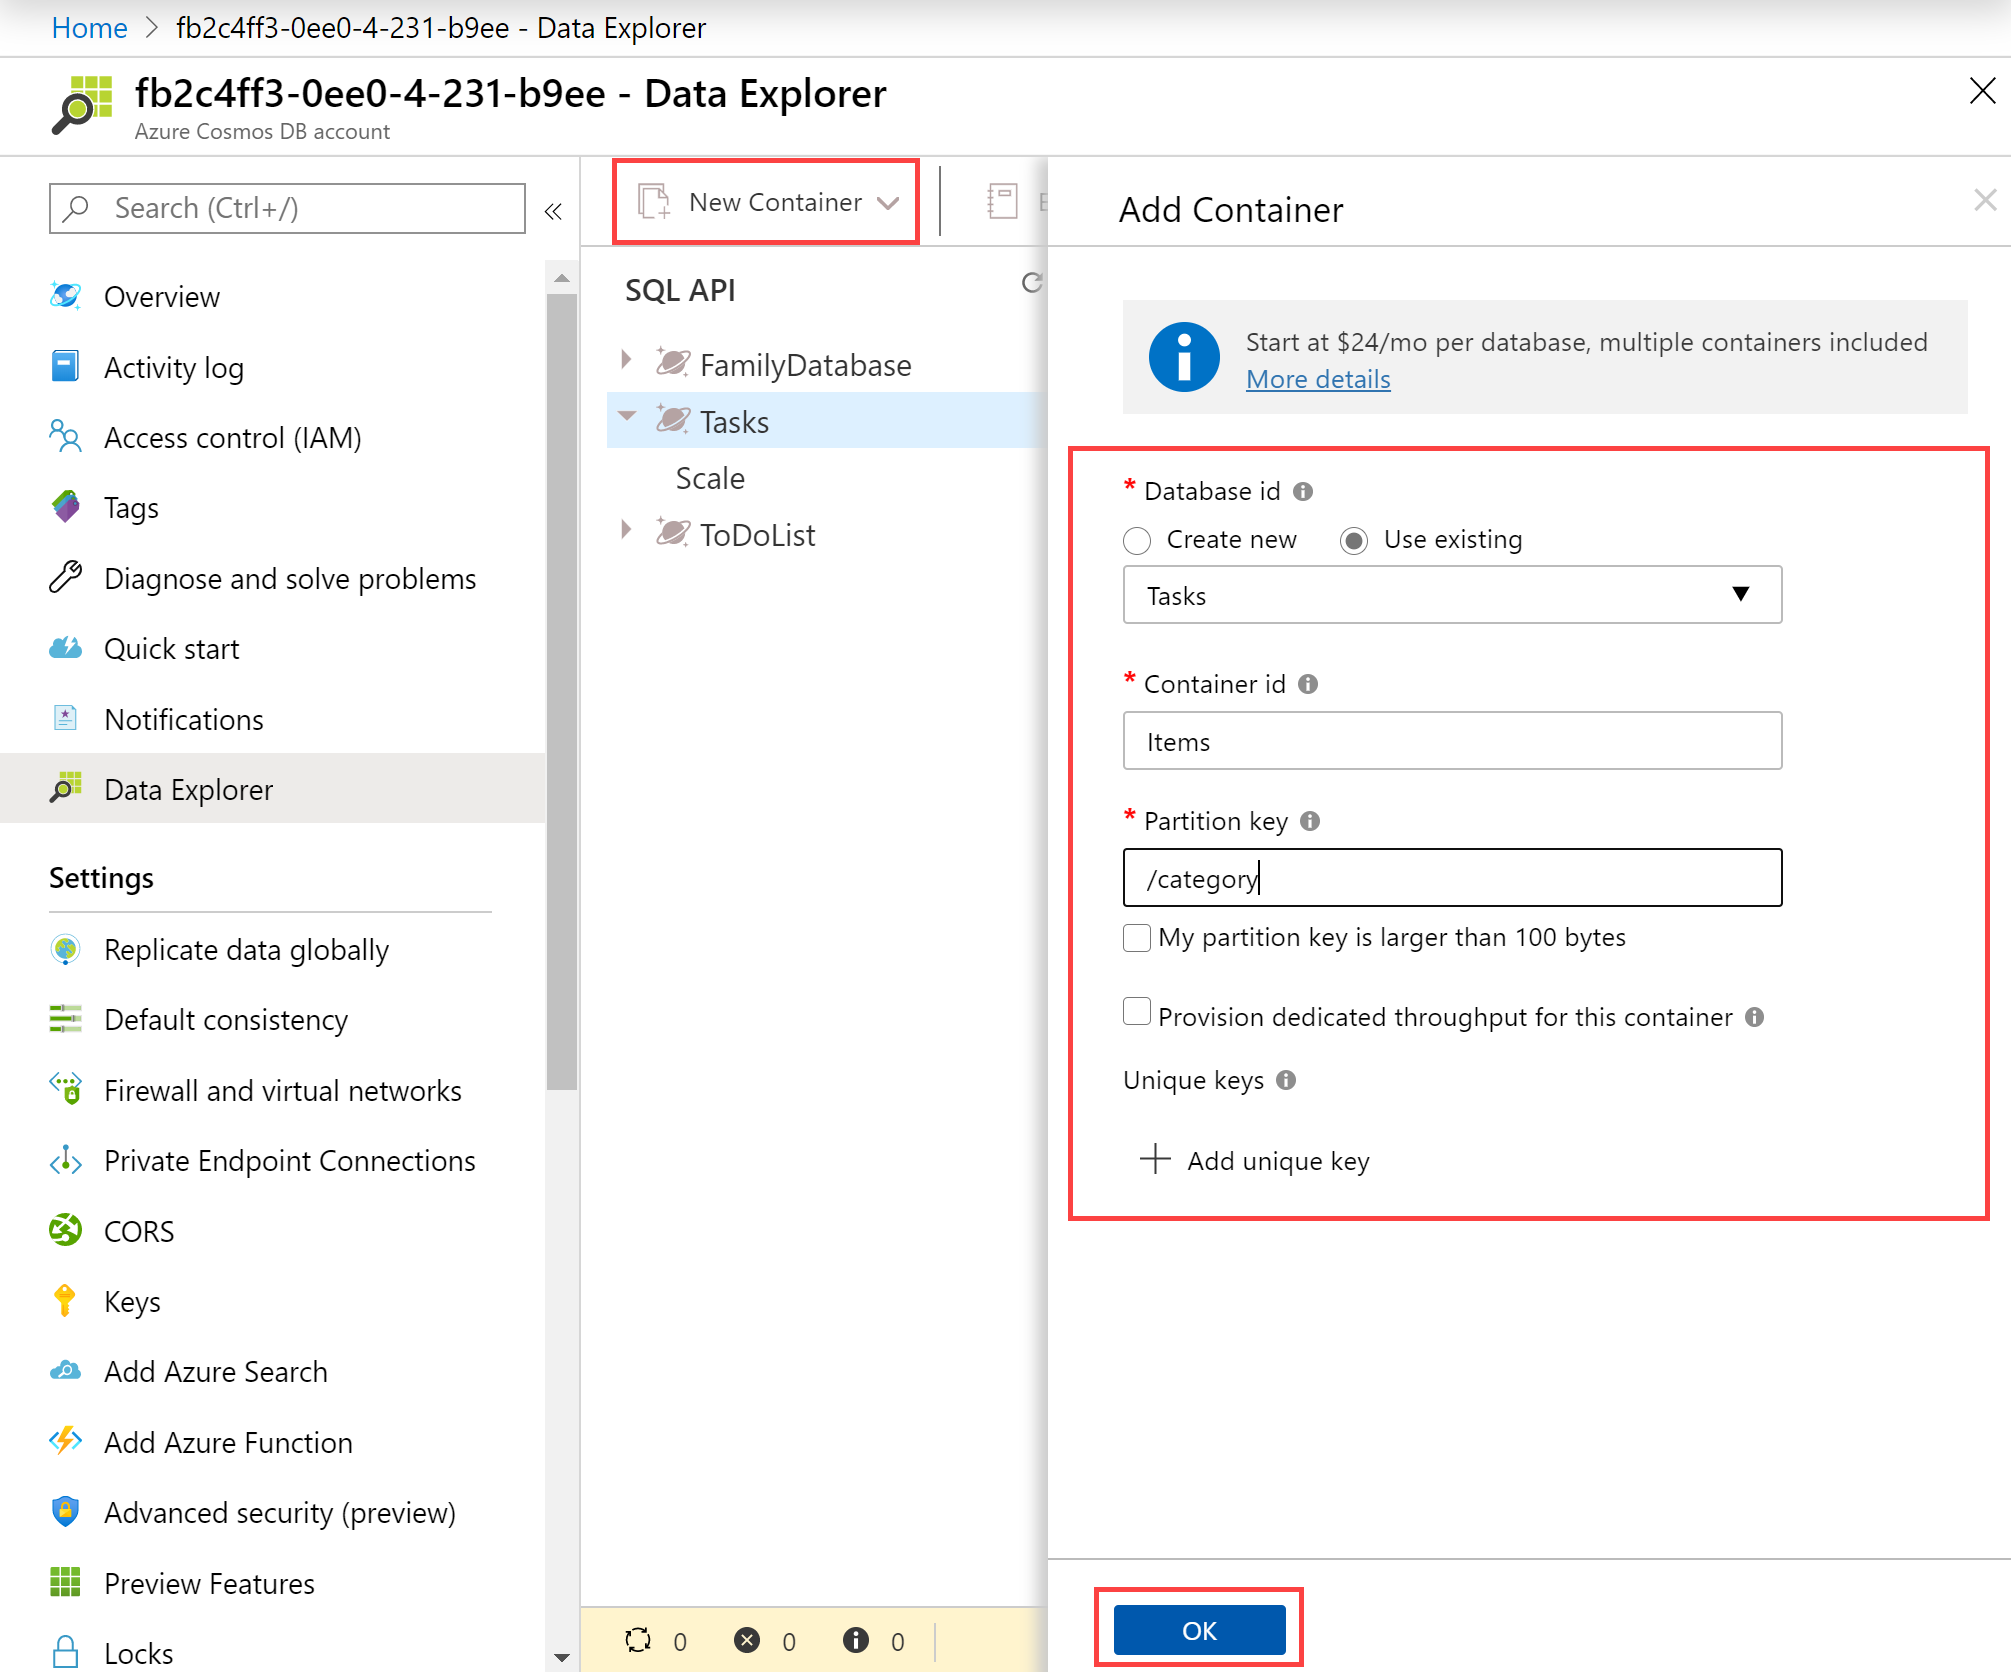 Home > fb2c4ff3-0ee0-4-231-b9ee - Data Explorer
fb2c4ff3-0ee0-4-231-b9ee - Data Explorer
Azure Cosmos DB account
Search (Ctrl+/)
«
Overview
Activity log
Access control (IAM)
Tags
Diagnose and solve problems
Quick start
Notifications
Data Explorer
Settings
Replicate data globally
Default consistency
Firewall and virtual networks
Private Endpoint Connections
CORS
Keys
Add Azure Search
Add Azure Function
Advanced security (preview)
Preview Features
Locks
New Container
SQL API
FamilyDatabase
Tasks
Scale
ToDoList
0 0 0
Add Container
Start at $24/mo per database, multiple containers included
More details
* Database id
Create new Use existing
Tasks
* Container id
Items
* Partition key
/category
My partition key is larger than 100 bytes
Provision dedicated throughput for this container
Unique keys
Add unique key
OK